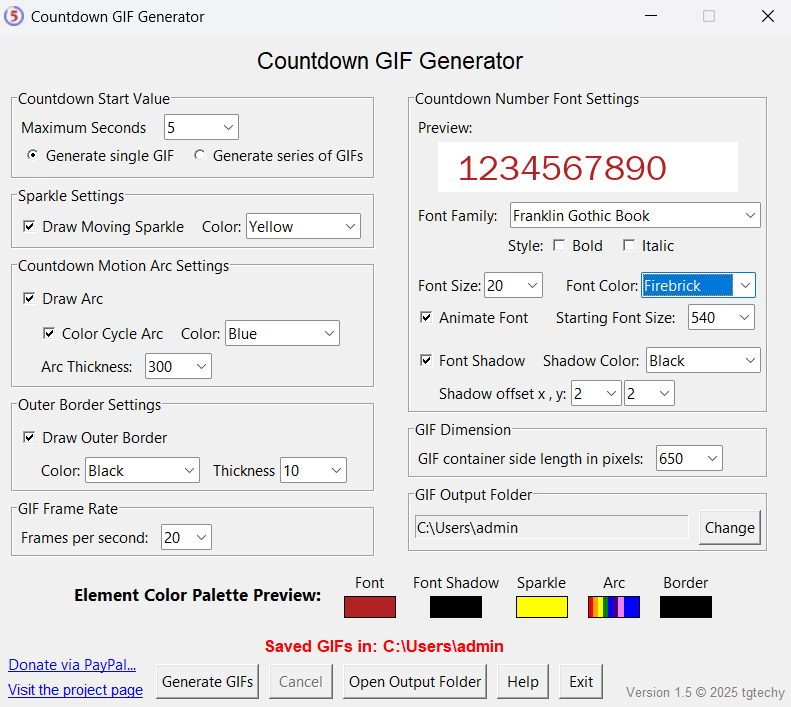 5 Countdown GIF Generator
Countdown GIF Generator
Countdown Start Value
Maximum Seconds 5
Generate single GIF Generate series of GIFs
Sparkle Settings
Draw Moving Sparkle Color: Yellow
Countdown Motion Arc Settings
Draw Arc
Color Cycle Arc Color: Blue
Arc Thickness: 300
Outer Border Settings
Draw Outer Border
Color: Black Thickness 10
GIF Frame Rate
Frames per second: 20
Countdown Number Font Settings
Preview:
1234567890
Font Family: Franklin Gothic Book
Style: Bold Italic
Font Size: 20 Font Color: Firebrick
Animate Font Starting Font Size: 540
Font Shadow Shadow Color: Black
Shadow offset x , y: 2 2
GIF Dimension
GIF container side length in pixels: 650
GIF Output Folder
C:\Users\admin Change
Element Color Palette Preview:
Font Font Shadow Sparkle Arc Border
Saved GIFs in: C:\Users\admin
Donate via PayPal...
Visit the project page
Generate GIFs Cancel Open Output Folder Help Exit
Version 1.5 © 2025 tgtechy